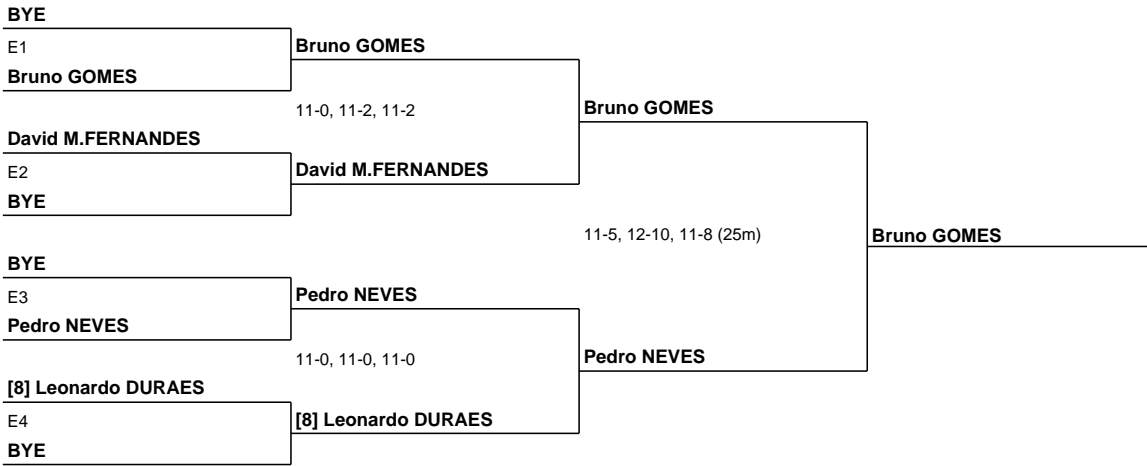 BYE
E1
Bruno GOMES
Bruno GOMES
11-0, 11-2, 11-2
Bruno GOMES
David M.FERNANDES
E2
David M.FERNANDES
BYE
11-5, 12-10, 11-8 (25m)
Bruno GOMES
BYE
E3
Pedro NEVES
Pedro NEVES
11-0, 11-0, 11-0
Pedro NEVES
[8] Leonardo DURAES
E4
[8] Leonardo DURAES
BYE